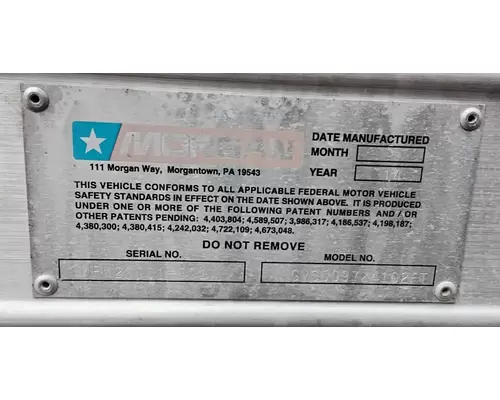 MORGAN
DATE MANUFACTURED
MONTH
YEAR
111 Morgan Way, Morgantown, PA 19543
THIS VEHICLE CONFORMS TO ALL APPLICABLE FEDERAL MOTOR VEHICLE
SAFETY STANDARDS IN EFFECT ON THE DATE SHOWN ABOVE. IT IS PRODUCED
UNDER ONE OR MORE OF THE FOLLOWING PATENT NUMBERS AND / OR
OTHER PATENTS PENDING: 4,403,804; 4,589,507; 3,986,317; 4,186,537; 4,198,187;
4,380,300; 4,380,415; 4,242,032; 4,722,109; 4,673,048.
DO NOT REMOVE
SERIAL NO.
MODEL NO.